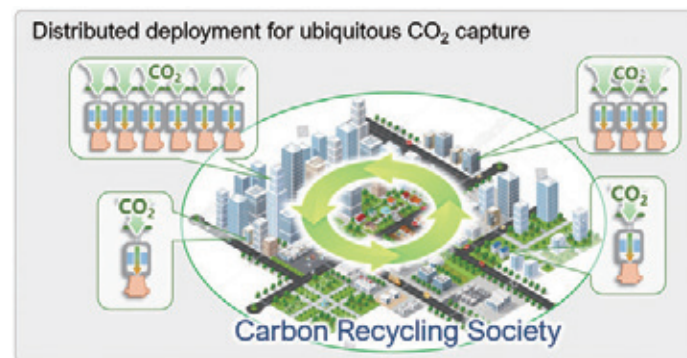 Distributed deployment for ubiquitous CO₂ capture
CO₂
CO₂
CO₂
CO₂
Carbon Recycling Society